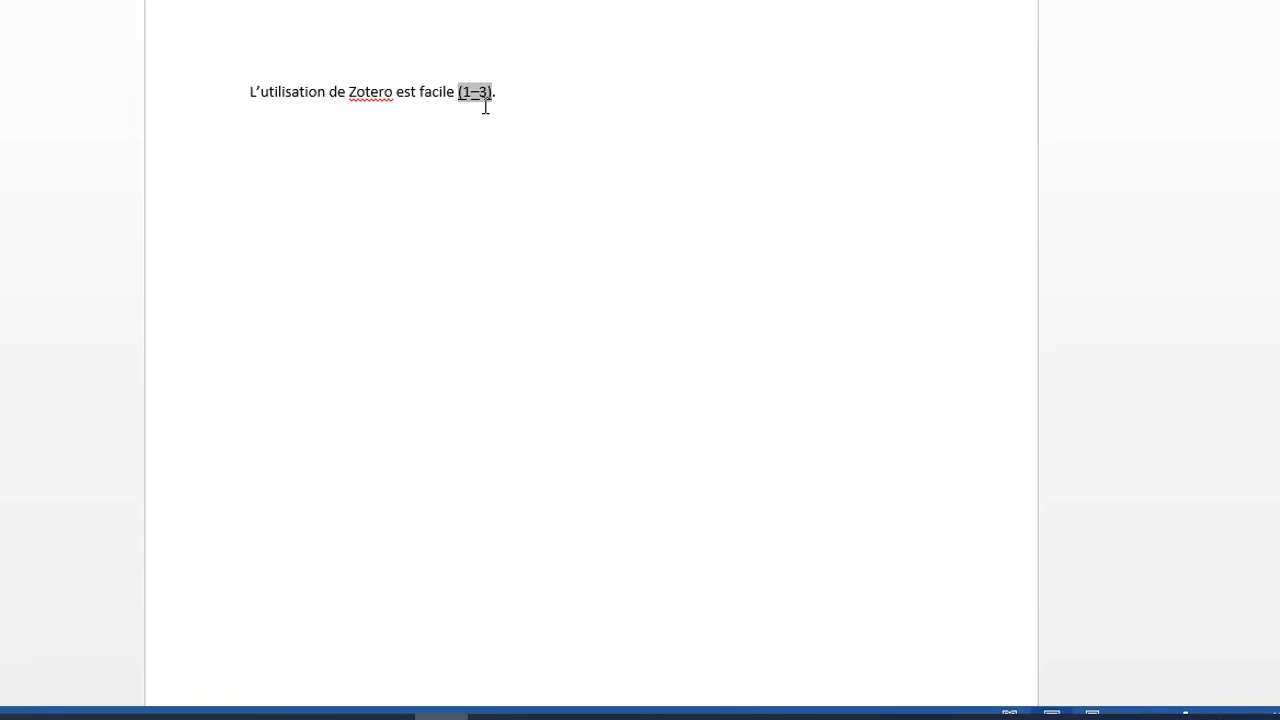 L’utilisation de Zotero est facile (1–3).